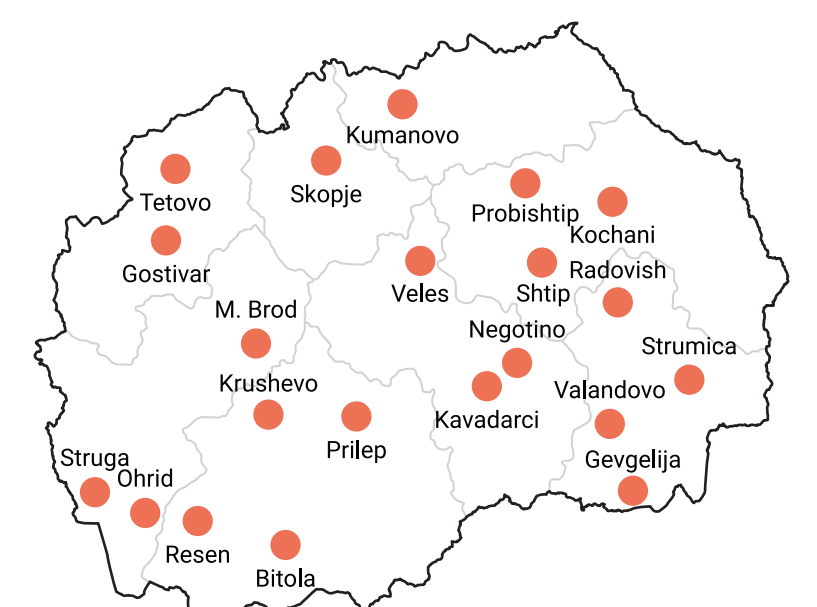 Kumanovo
Skopje
Tetovo
Probishtip
Kochani
Gostivar
Radovish
Veles
Shtip
M. Brod
Negotino
Strumica
Krushevo
Valandovo
Kavadarci
Prilep
Struga
Gevgelija
Ohrid
Resen
Bitola